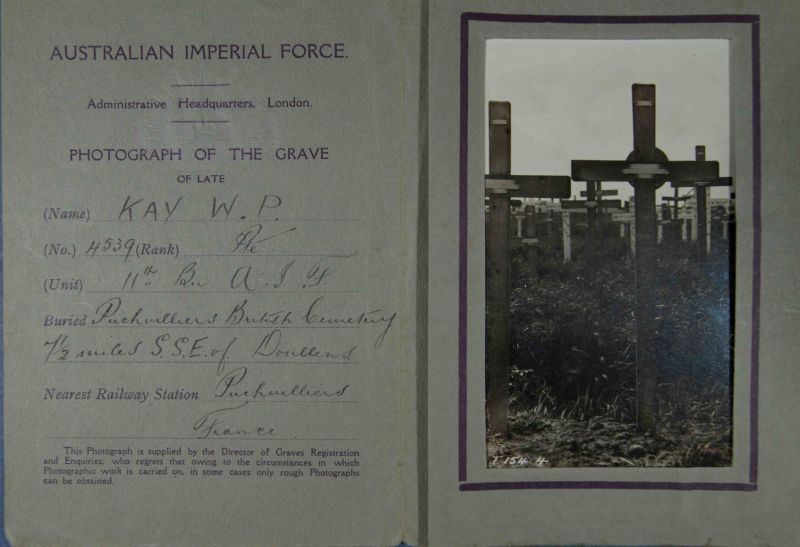 AUSTRALIAN IMPERIAL FORCE.
Administrative Headquarters, London.
PHOTOGRAPH OF THE GRAVE
OF LATE
(Name) KAY W. P.
(No.) 4539 (Rank) Pte
(Unit) 11th Bn A. I. F.
Buried Puchvilliers British Cemetery
7½ miles S.S.E. of Doullens
Nearest Railway Station Puchvilliers
France
This Photograph is supplied by the Director of Graves Registration
and Enquiries, who regrets that owing to the circumstances in which
Photographic work is carried on, in some cases only rough Photographs
can be obtained.
I 154.4